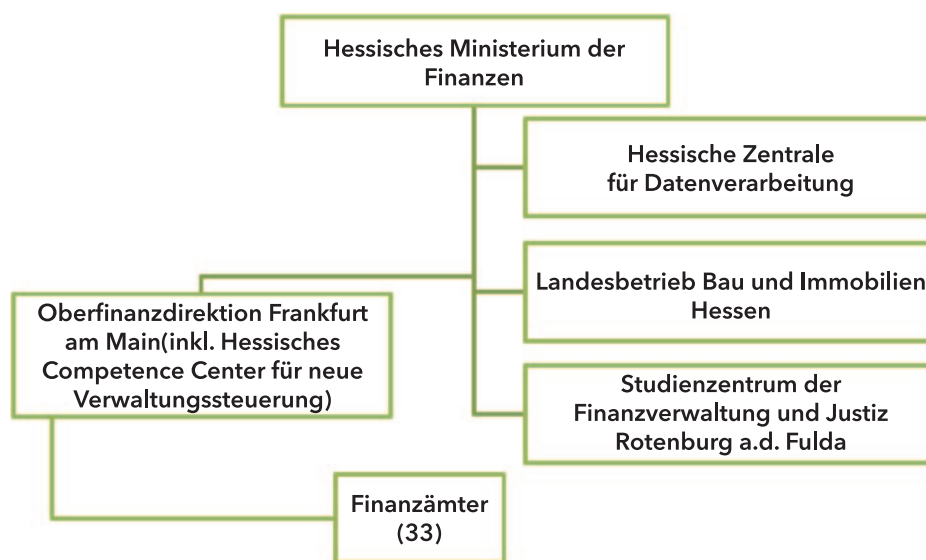 Hessisches Ministerium der
Finanzen
Hessische Zentrale
für Datenverarbeitung
Landesbetrieb Bau und Immobilien
Hessen
Oberfinanzdirektion Frankfurt
am Main(inkl. Hessisches
Competence Center für neue
Verwaltungssteuerung)
Studienzentrum der
Finanzverwaltung und Justiz
Rotenburg a.d. Fulda
Finanzämter
(33)